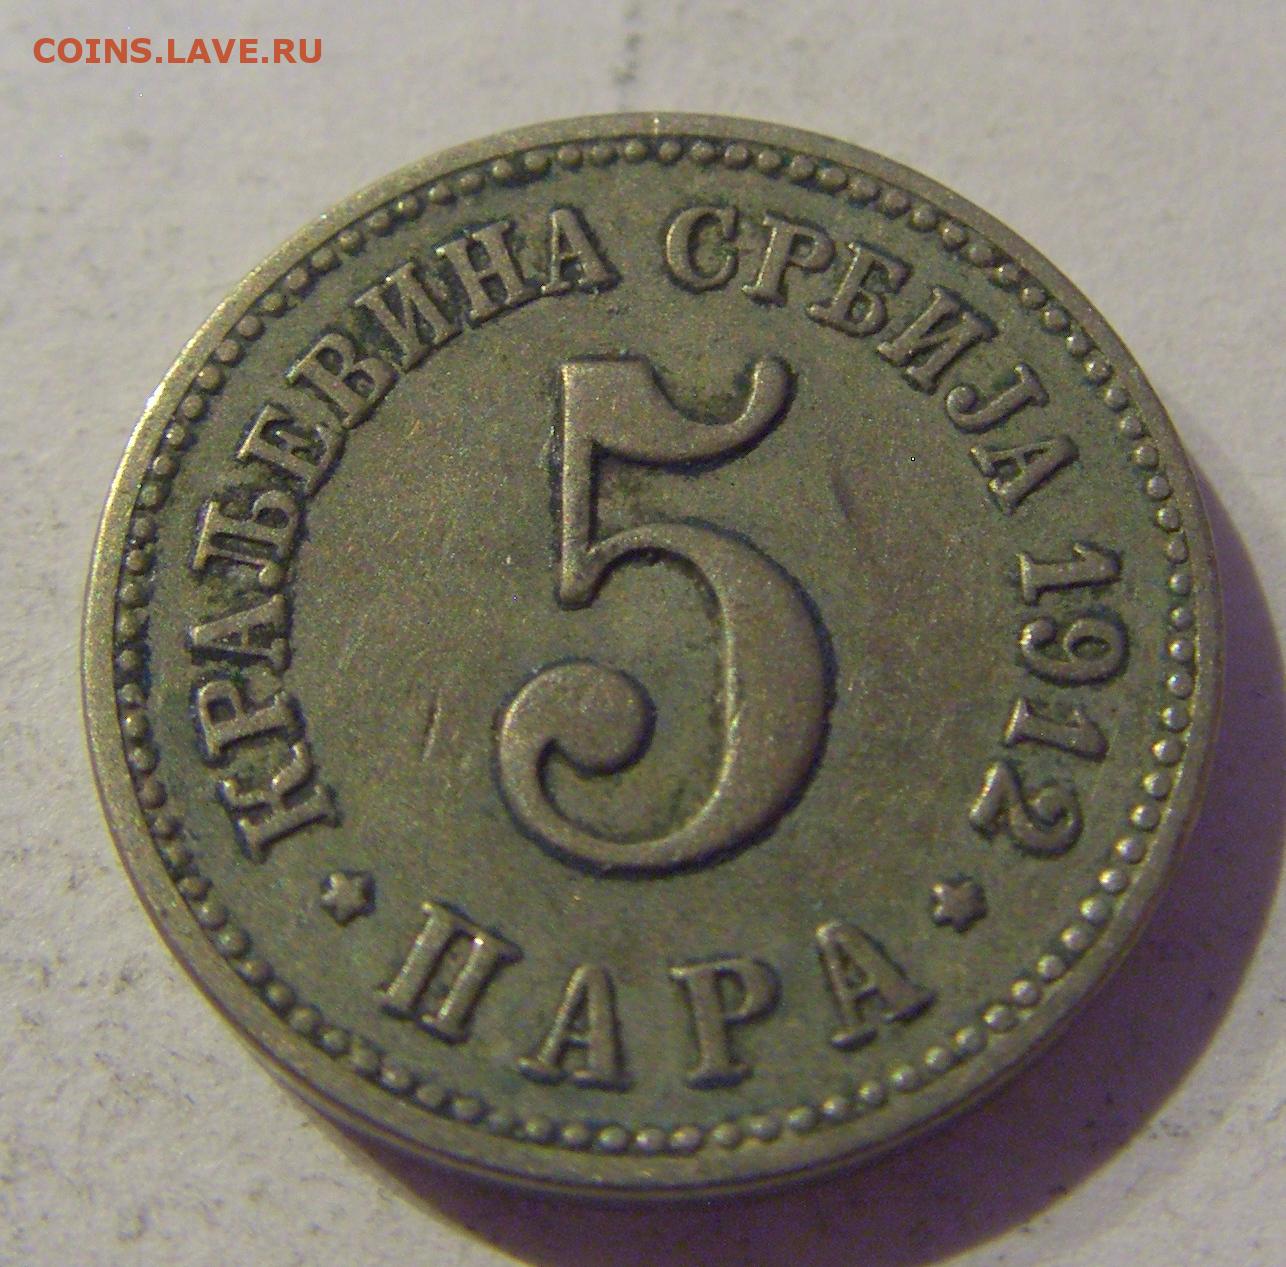 COINS.LAVE.RU
КРАЉЕВИНА СРБИЈА 1912
5
ПАРА